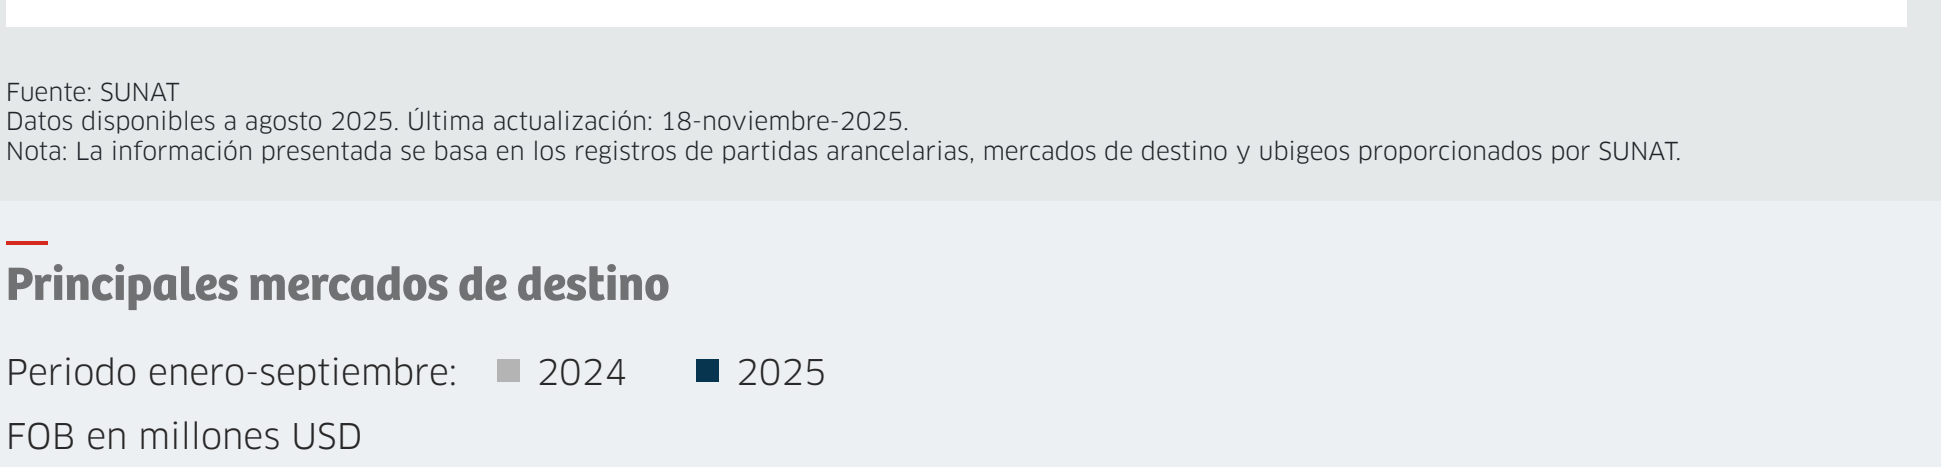 Fuente: SUNAT
Datos disponibles a agosto 2025. Última actualización: 18-noviembre-2025.
Nota: La información presentada se basa en los registros de partidas arancelarias, mercados de destino y ubigeos proporcionados por SUNAT.
Principales mercados de destino
Periodo enero-septiembre: 2024 2025
FOB en millones USD